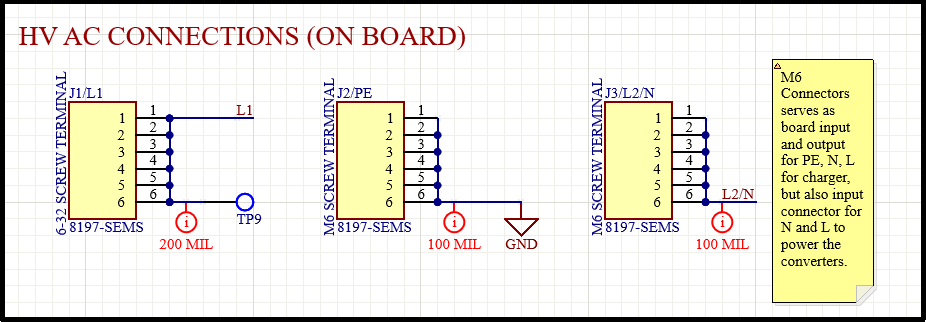 HV AC CONNECTIONS (ON BOARD)
J1/L1
6-32 SCREW TERMINAL
1 1
2 2
3 3
4 4
5 5
6 6
L1
TP9
8197-SEMS
i
200 MIL
J2/PE
M6 SCREW TERMINAL
1 1
2 2
3 3
4 4
5 5
6 6
8197-SEMS
i
100 MIL
GND
J3/L2/N
M6 SCREW TERMINAL
1 1
2 2
3 3
4 4
5 5
6 6
L2/N
8197-SEMS
i
100 MIL
M6
Connectors
serves as
board input
and output
for PE, N, L
for charger,
but also input
connector for
N and L to
power the
converters.